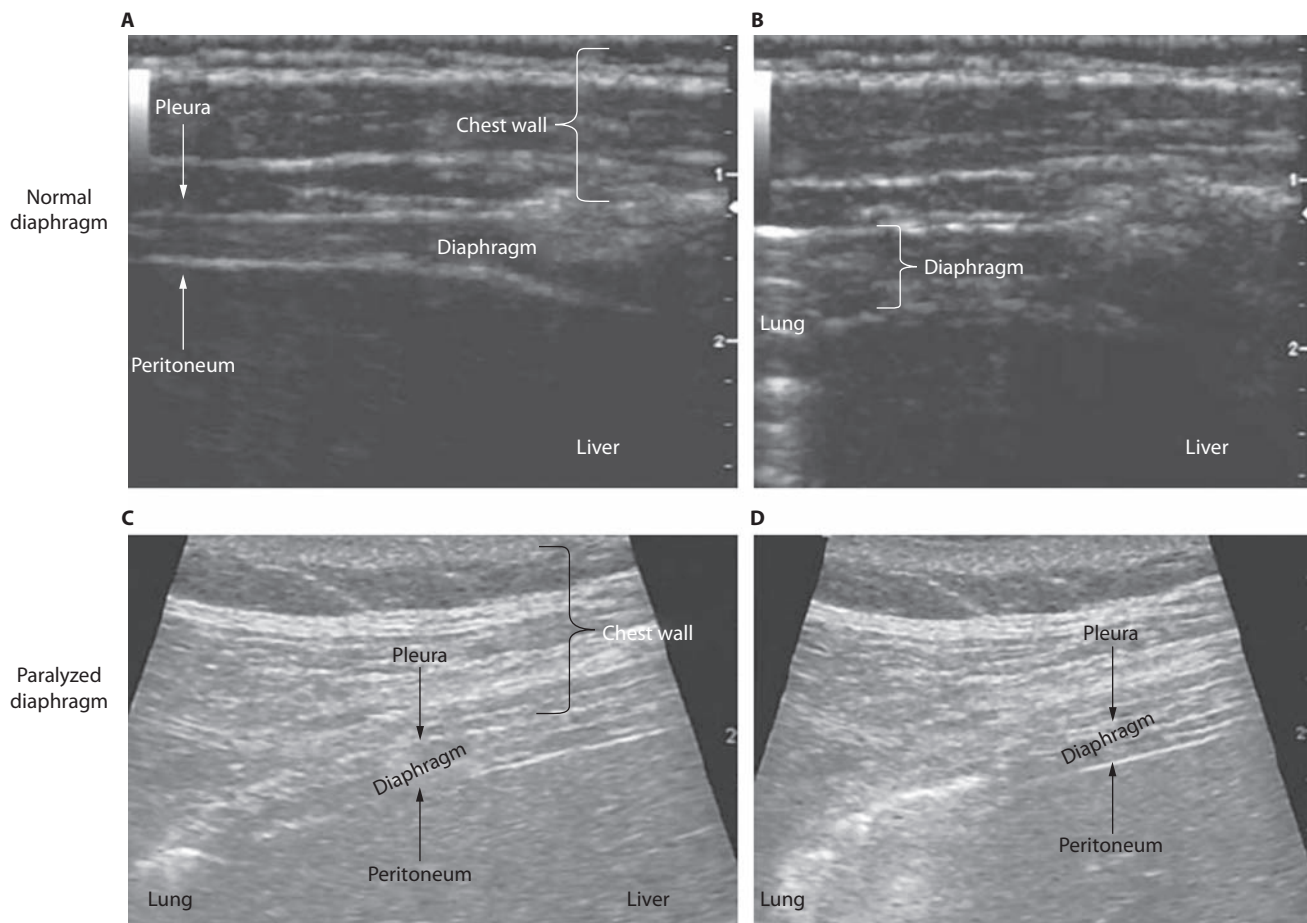 A
B
Normal
diaphragm
Pleura
Chest wall
1
Diaphragm
2
Peritoneum
Liver
1
Diaphragm
Lung
2
Liver
C
D
Paralyzed
diaphragm
Chest wall
Pleura
2
Diaphragm
Peritoneum
Lung
Liver
Pleura
2
Diaphragm
Peritoneum
Lung